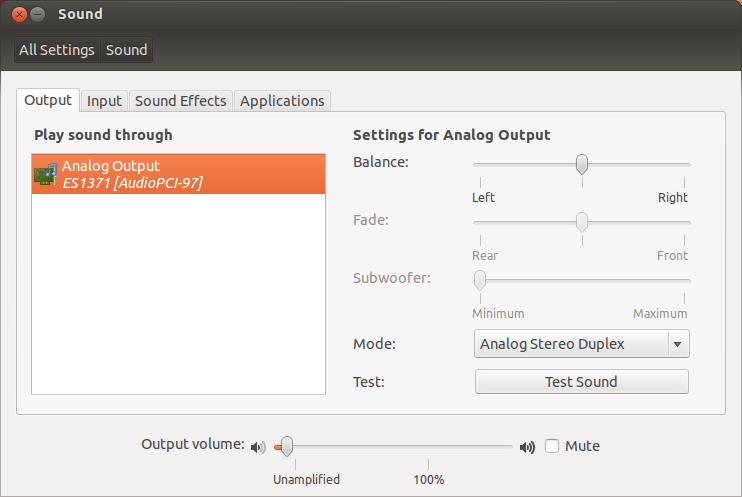 Sound
All Settings Sound
Output Input Sound Effects Applications
Play sound through
Analog Output
ES1371 [AudioPCI-97]
Settings for Analog Output
Balance:
Left Right
Fade:
Rear Front
Subwoofer:
Minimum Maximum
Mode: Analog Stereo Duplex
Test: Test Sound
Output volume: Mute
Unamplified 100%